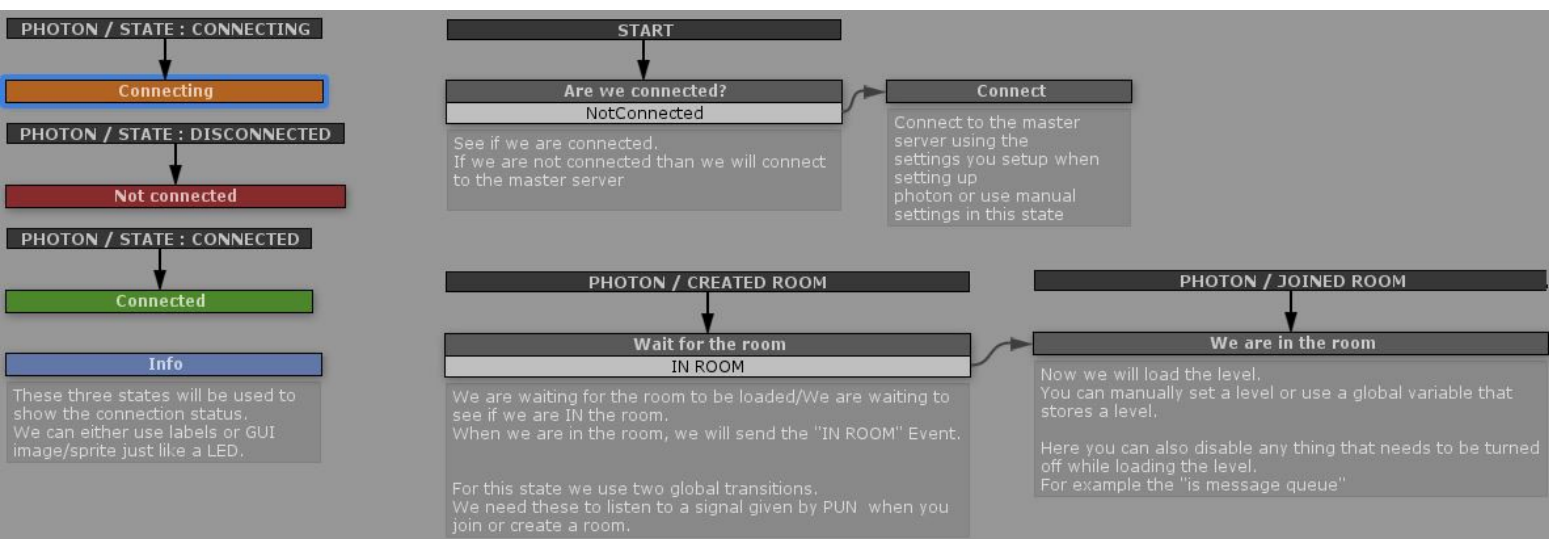 PHOTON / STATE : CONNECTING
Connecting
PHOTON / STATE : DISCONNECTED
Not connected
PHOTON / STATE : CONNECTED
Connected
Info
These three states will be used to
show the connection status.
We can either use labels or GUI
image/sprite just like a LED.
START
Are we connected?
NotConnected
See if we are connected.
If we are not connected than we will connect
to the master server
Connect
Connect to the master
server using the
settings you setup when
setting up
photon or use manual
settings in this state
PHOTON / CREATED ROOM
Wait for the room
IN ROOM
We are waiting for the room to be loaded/We are waiting to
see if we are IN the room.
When we are in the room, we will send the "IN ROOM" Event.
For this state we use two global transitions.
We need these to listen to a signal given by PUN when you
join or create a room.
PHOTON / JOINED ROOM
We are in the room
Now we will load the level.
You can manually set a level or use a global variable that
stores a level.
Here you can also disable any thing that needs to be turned
off while loading the level.
For example the "is message queue"